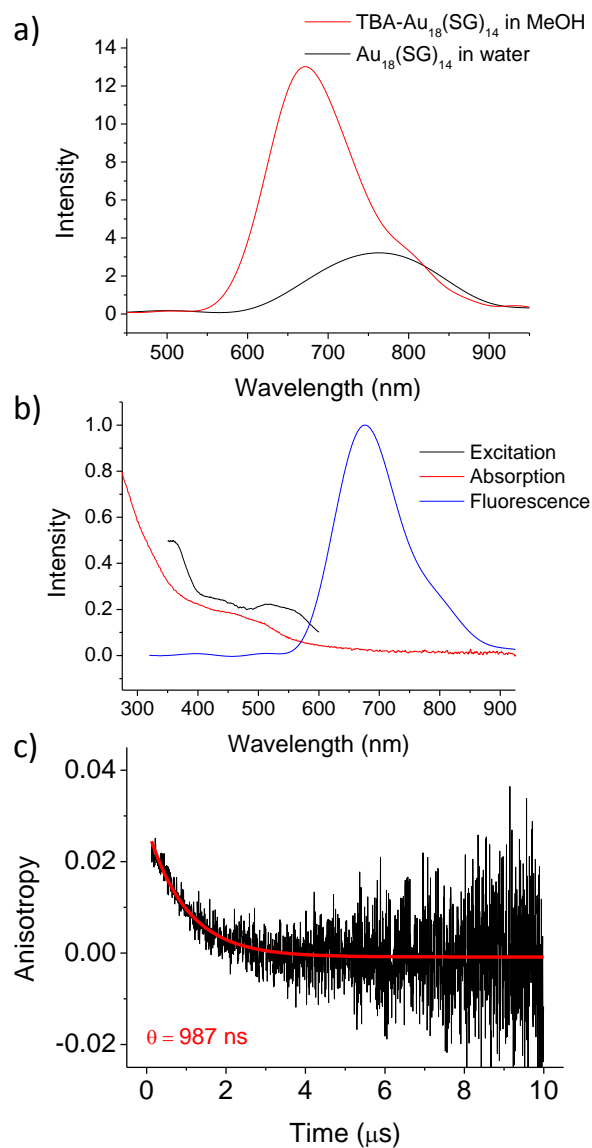 a)
TBA-Au₁₈(SG)₁₄ in MeOH
Au₁₈(SG)₁₄ in water
14
12
10
8
6
4
2
0
Intensity
500 600 700 800 900
Wavelength (nm)
b)
Excitation
Absorption
Fluorescence
1.0
0.8
0.6
0.4
0.2
0.0
Intensity
300 400 500 600 700 800 900
Wavelength (nm)
c)
0.04
0.02
0.00
-0.02
Anisotropy
θ = 987 ns
0 2 4 6 8 10
Time (μs)